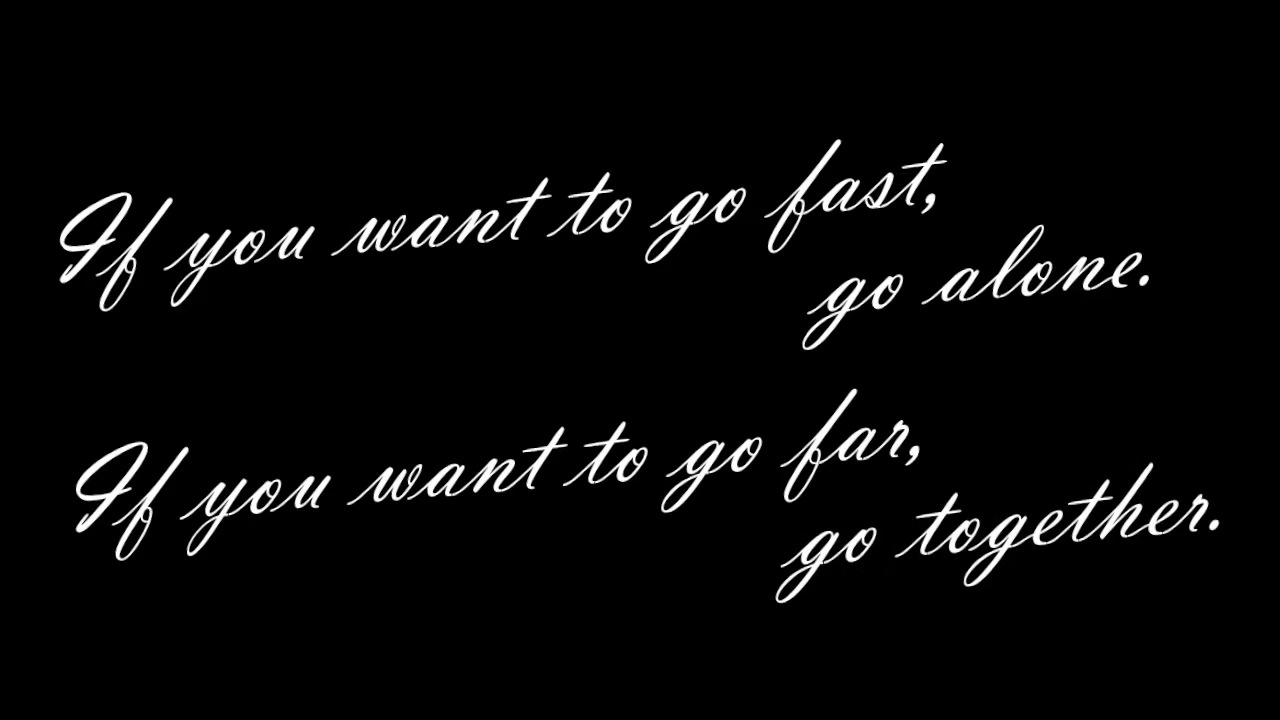 If you want to go fast,
go alone.
If you want to go far,
go together.